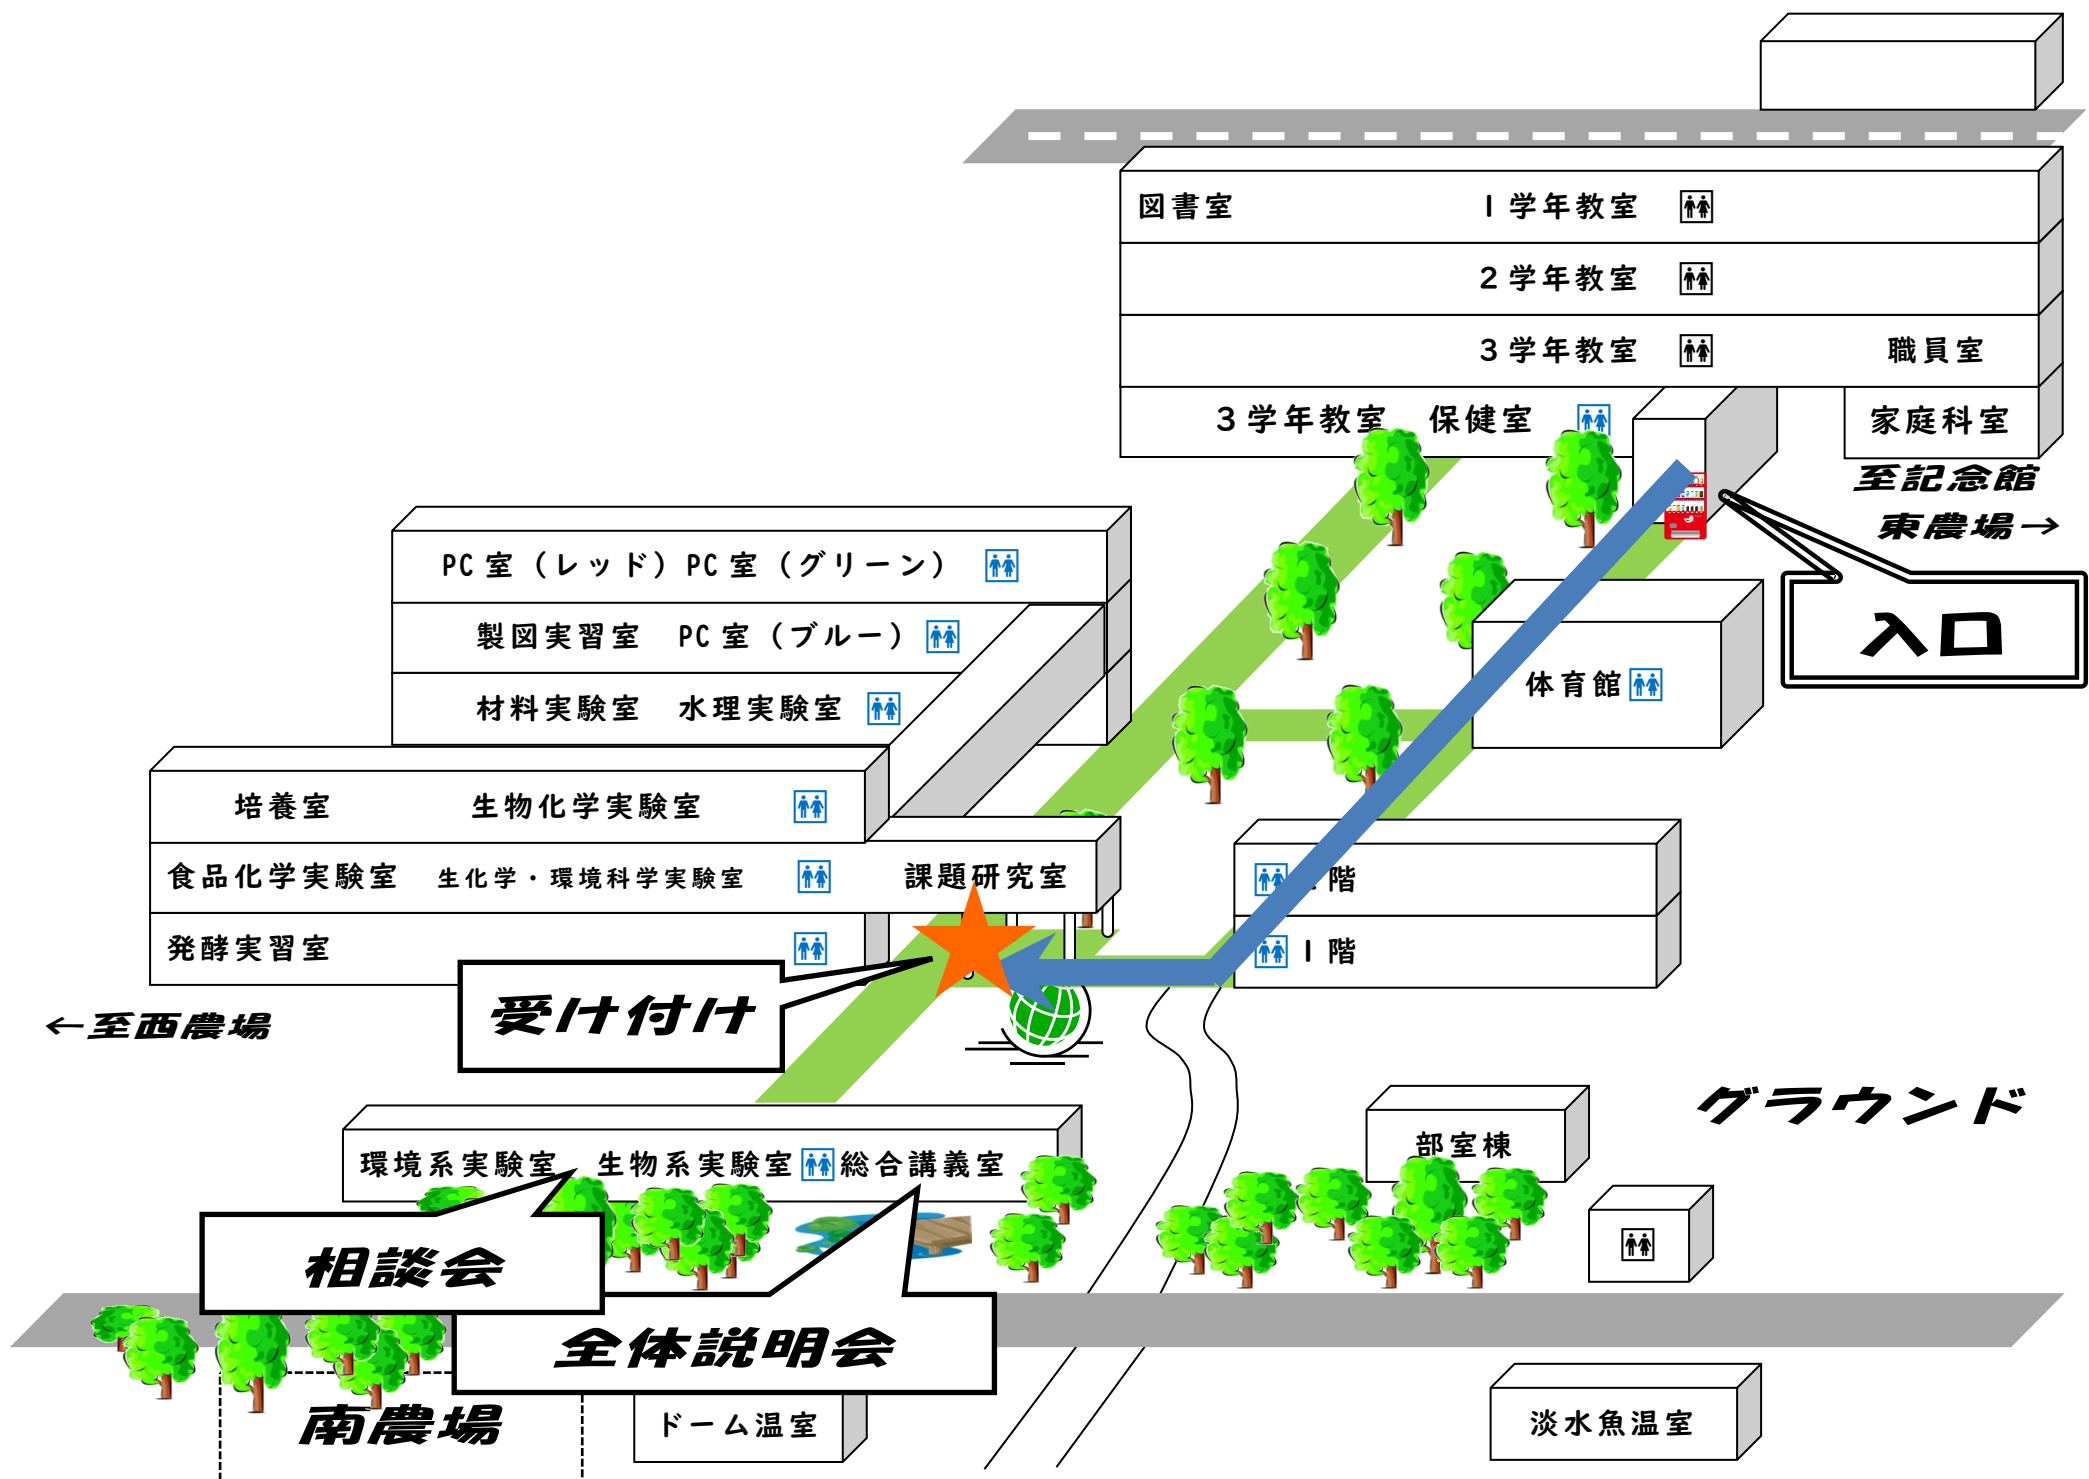 図書室 1学年教室
2学年教室
3学年教室 職員室
3学年教室 保健室 家庭科室
至記念館
東農場→
入口
PC室（レッド）PC室（グリーン）
製図実習室 PC室（ブルー）
材料実験室 水理実験室
体育館
培養室 生物化学実験室
食品化学実験室 生化学・環境科学実験室 課題研究室
発酵実習室
階
1階
受け付け
←至西農場
グラウンド
部室棟
環境系実験室 生物系実験室 総合講義室
相談会
全体説明会
南農場
ドーム温室
淡水魚温室